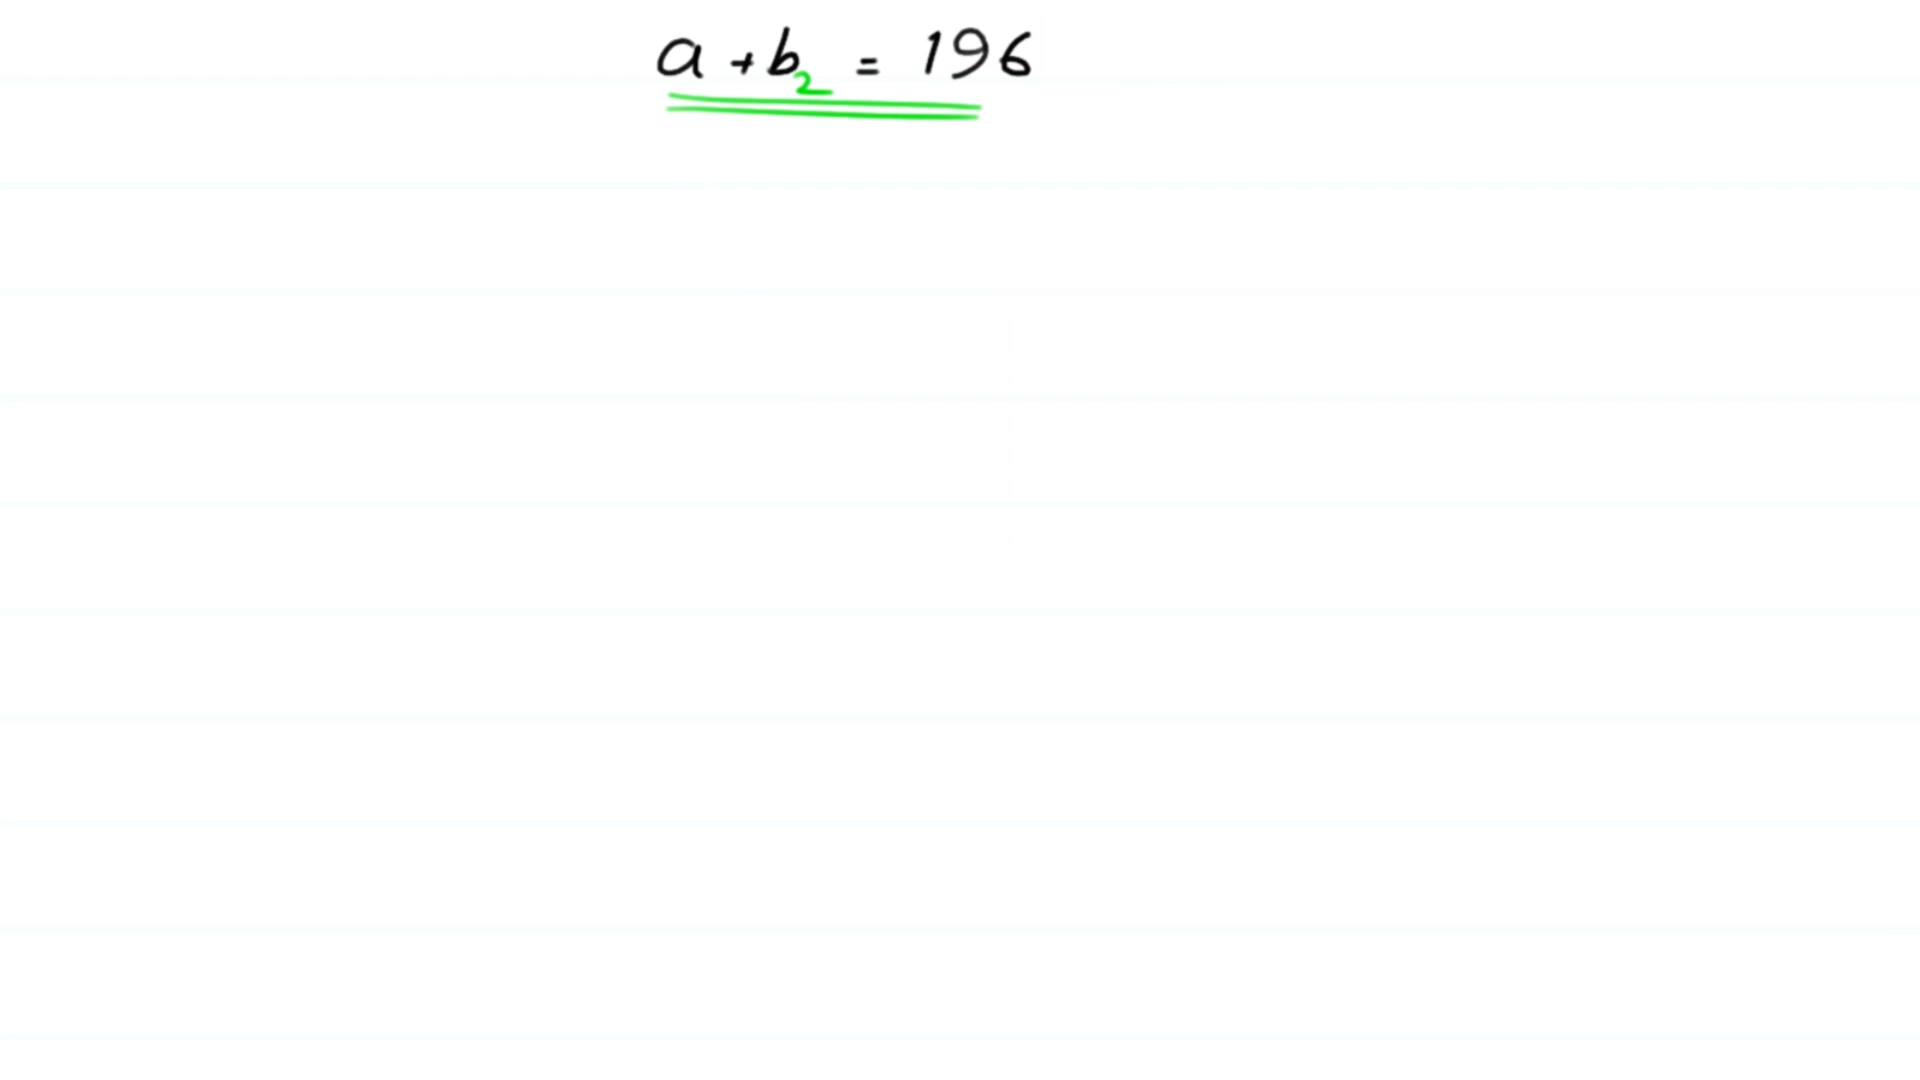 a + b₂ = 196